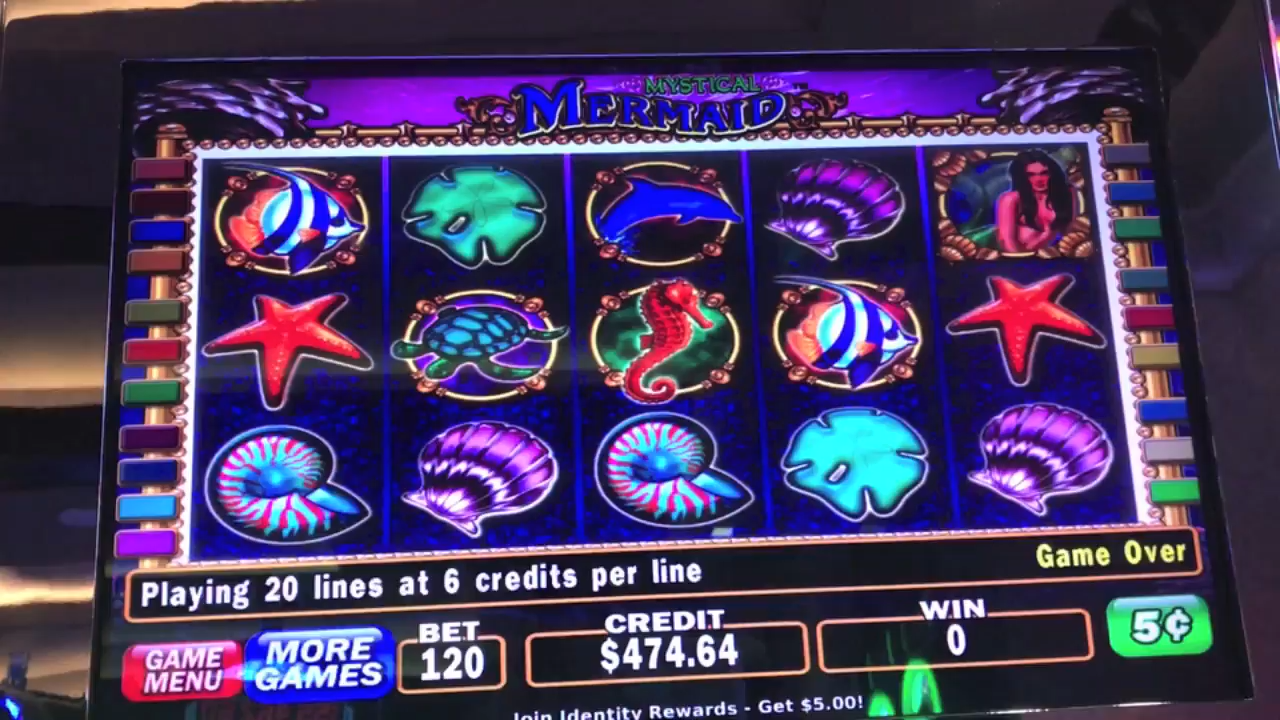 MYSTICAL
MERMAID
Playing 20 lines at 6 credits per line
Game Over
GAME
MENU
MORE
GAMES
BET
120
CREDIT
$474.64
WIN
0
5¢
Join Identity Rewards - Get $5.00!